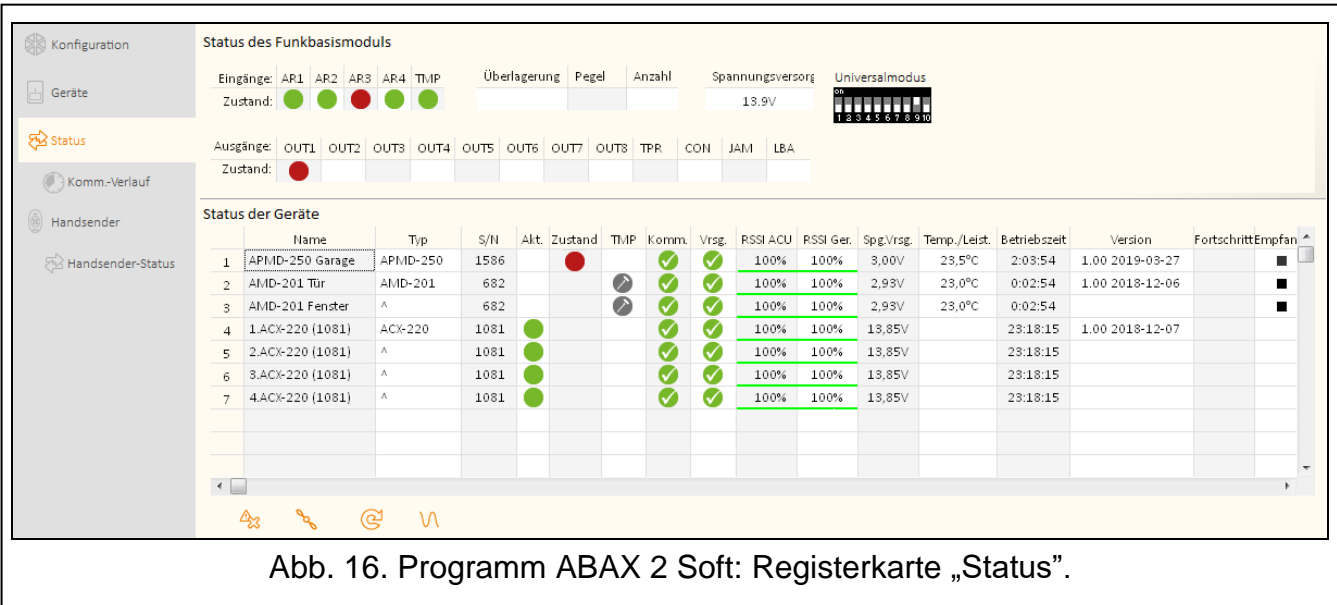 Konfiguration
Geräte
Status
Komm.-Verlauf
Handsender
Handsender-Status
Status des Funkbasismoduls
Eingänge: AR1 AR2 AR3 AR4 TMP
Zustand:
Überlagerung Pegel Anzahl
Spannungsversorg
13.9V
Universalmodus
on
1 2 3 4 5 6 7 8 9 10
Ausgänge: OUT1 OUT2 OUT3 OUT4 OUT5 OUT6 OUT7 OUT8 TPR CON JAM LBA
Zustand:
Status der Geräte
Name Typ S/N Akt. Zustand TMP Komm. Vrsg. RSSI ACU RSSI Ger. Spg.Vrsg. Temp./Leist. Betriebszeit Version Fortschritt Empfan
1 APMD-250 Garage APMD-250 1586 100% 100% 3,00V 23,5°C 2:03:54 1.00 2019-03-27
2 AMD-201 Tür AMD-201 682 100% 100% 2,93V 23,0°C 0:02:54 1.00 2018-12-06
3 AMD-201 Fenster ^ 682 100% 100% 2,93V 23,0°C 0:02:54
4 1.ACX-220 (1081) ACX-220 1081 100% 100% 13,85V 23:18:15 1.00 2018-12-07
5 2.ACX-220 (1081) ^ 1081 100% 100% 13,85V 23:18:15
6 3.ACX-220 (1081) ^ 1081 100% 100% 13,85V 23:18:15
7 4.ACX-220 (1081) ^ 1081 100% 100% 13,85V 23:18:15
Abb. 16. Programm ABAX 2 Soft: Registerkarte „Status”.